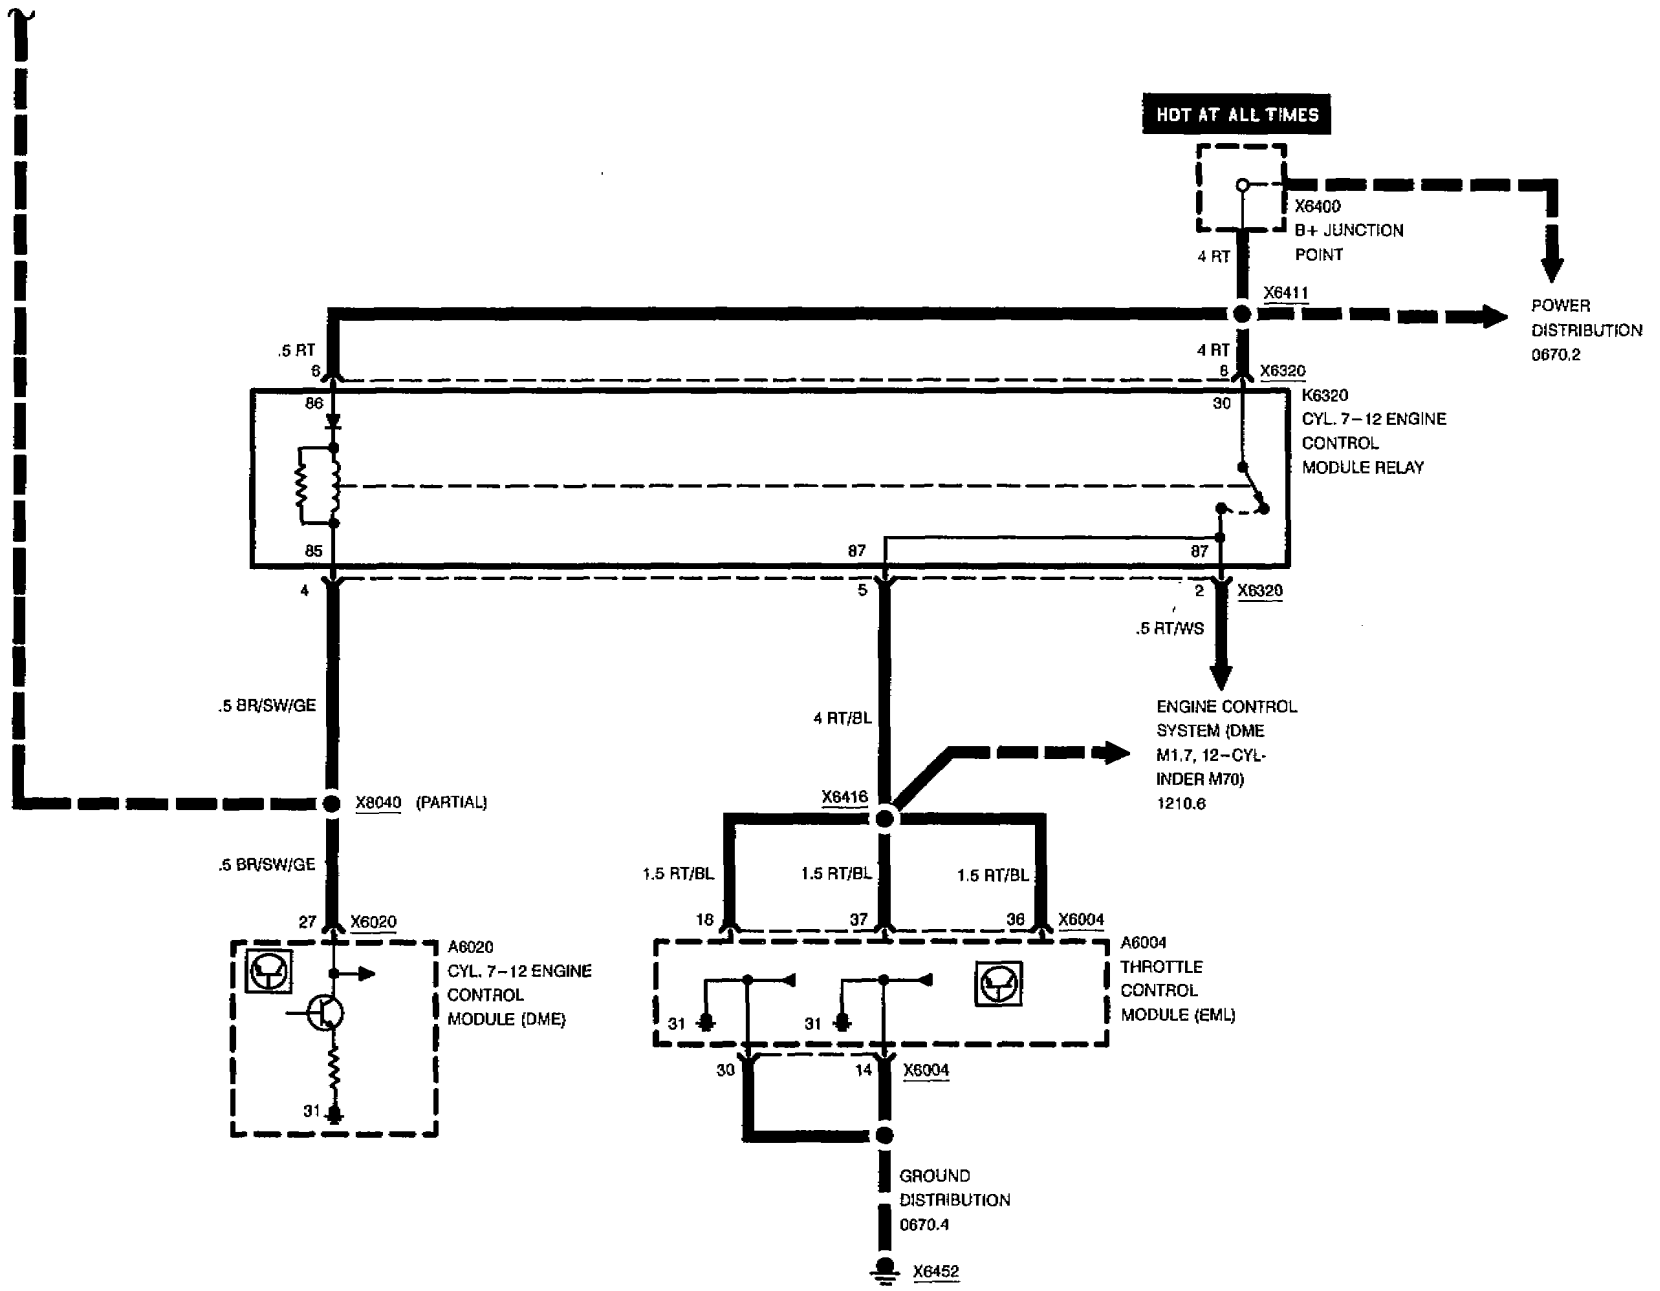 HOT AT ALL TIMES
X6400
B+ JUNCTION
POINT
4 RT
X6411
POWER
DISTRIBUTION
0670.2
.5 RT
4 RT
6
8
X6320
86
30
K6320
CYL. 7-12 ENGINE
CONTROL
MODULE RELAY
85
87
87
4
5
2
X6320
.5 RT/WS
.5 BR/SW/GE
4 RT/BL
ENGINE CONTROL
SYSTEM (DME
M1.7, 12-CYL-
INDER M70)
1210.6
X8040 (PARTIAL)
X6416
.5 BR/SW/GE
1.5 RT/BL
1.5 RT/BL
1.5 RT/BL
27
X6020
18
37
36
X6004
A6020
CYL. 7-12 ENGINE
CONTROL
MODULE (DME)
A6004
THROTTLE
CONTROL
MODULE (EML)
31
31
31
30
14
X6004
GROUND
DISTRIBUTION
0670.4
X6452